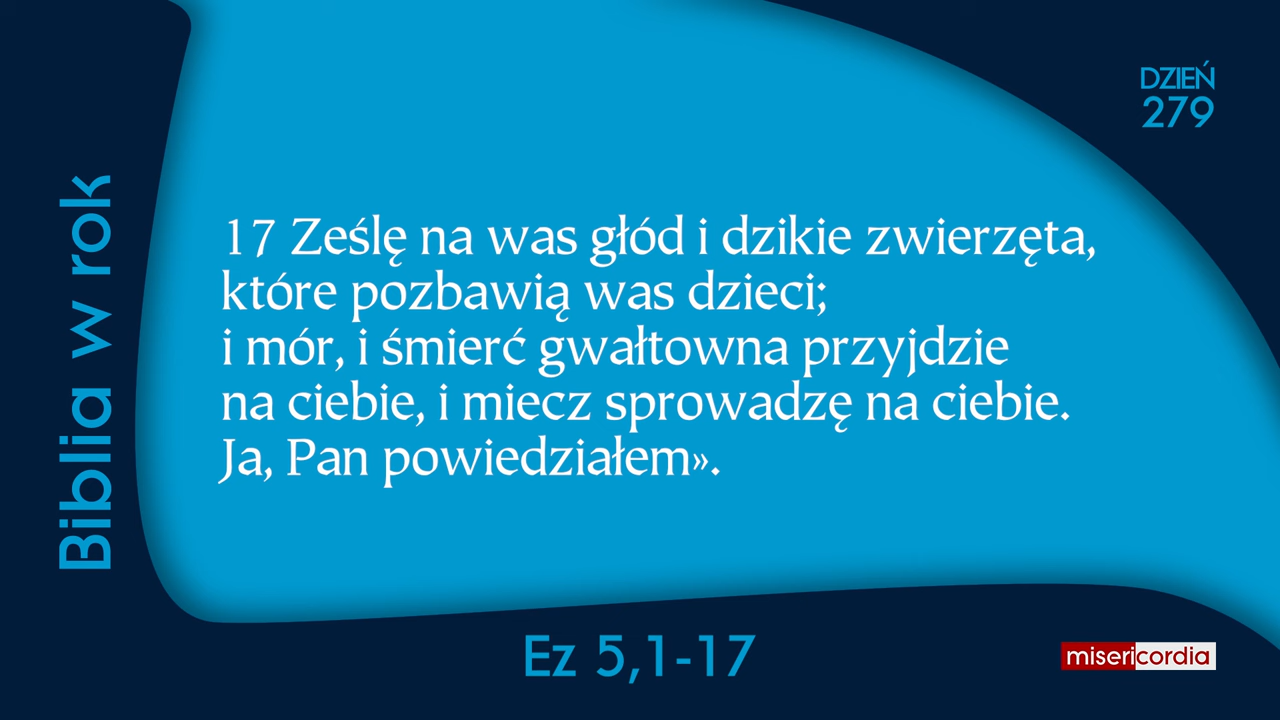 Biblia w rok
DZIEŃ
279
17 Ześlę na was głód i dzikie zwierzęta,
które pozbawią was dzieci;
i mór, i śmierć gwałtowna przyjdzie
na ciebie, i miecz sprowadzę na ciebie.
Ja, Pan powiedziałem».
Ez 5,1-17
misericordia